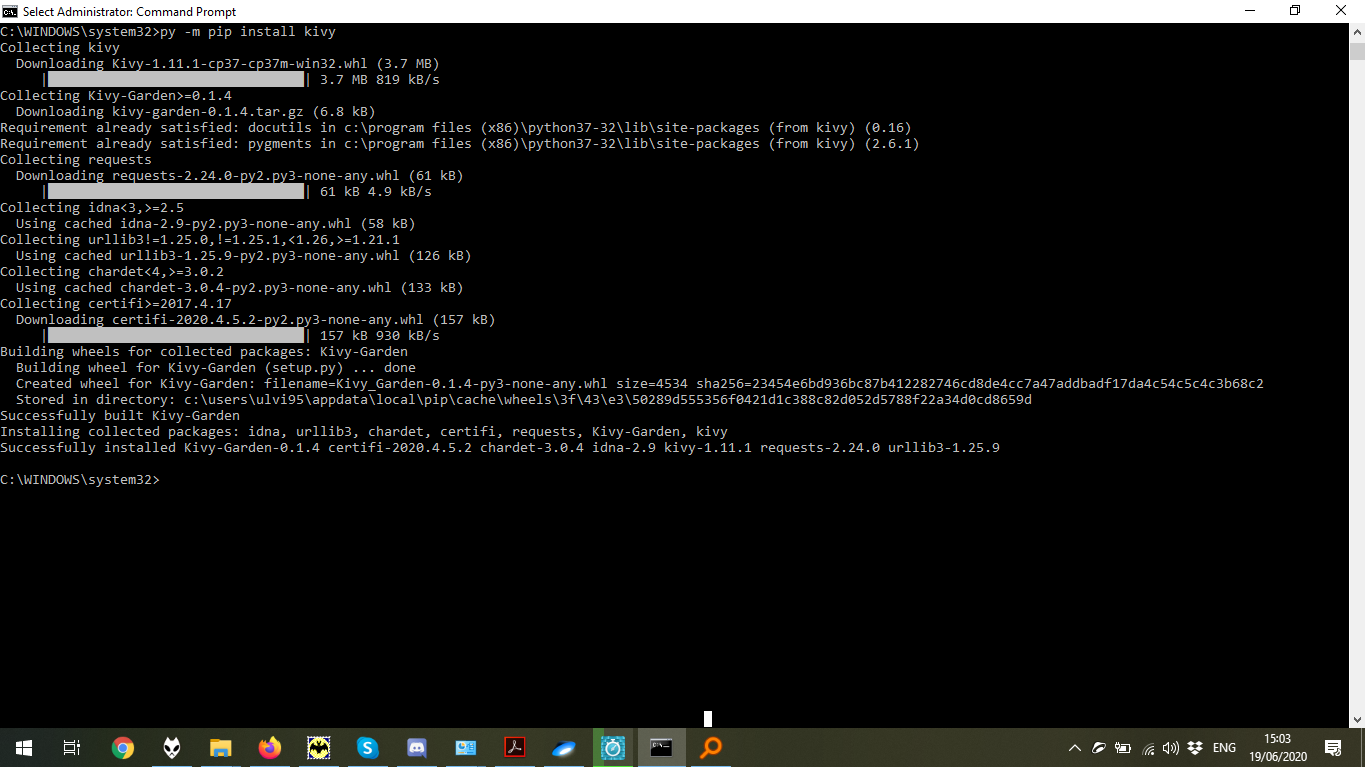 Select Administrator: Command Prompt
C:\WINDOWS\system32>py -m pip install kivy
Collecting kivy
Downloading Kivy-1.11.1-cp37-cp37m-win32.whl (3.7 MB)
| | 3.7 MB 819 kB/s
Collecting Kivy-Garden>=0.1.4
Downloading kivy-garden-0.1.4.tar.gz (6.8 kB)
Requirement already satisfied: docutils in c:\program files (x86)\python37-32\lib\site-packages (from kivy) (0.16)
Requirement already satisfied: pygments in c:\program files (x86)\python37-32\lib\site-packages (from kivy) (2.6.1)
Collecting requests
Downloading requests-2.24.0-py2.py3-none-any.whl (61 kB)
| | 61 kB 4.9 kB/s
Collecting idna<3,>=2.5
Using cached idna-2.9-py2.py3-none-any.whl (58 kB)
Collecting urllib3!=1.25.0,!=1.25.1,<1.26,>=1.21.1
Using cached urllib3-1.25.9-py2.py3-none-any.whl (126 kB)
Collecting chardet<4,>=3.0.2
Using cached chardet-3.0.4-py2.py3-none-any.whl (133 kB)
Collecting certifi>=2017.4.17
Downloading certifi-2020.4.5.2-py2.py3-none-any.whl (157 kB)
| | 157 kB 930 kB/s
Building wheels for collected packages: Kivy-Garden
Building wheel for Kivy-Garden (setup.py) ... done
Created wheel for Kivy-Garden: filename=Kivy_Garden-0.1.4-py3-none-any.whl size=4534 sha256=23454e6bd936bc87b412282746cd8de4cc7a47addbadf17da4c54c5c4c3b68c2
Stored in directory: c:\users\ulvi95\appdata\local\pip\cache\wheels\3f\43\e3\50289d555356f0421d1c388c82d052d5788f22a34d0cd8659d
Successfully built Kivy-Garden
Installing collected packages: idna, urllib3, chardet, certifi, requests, Kivy-Garden, kivy
Successfully installed Kivy-Garden-0.1.4 certifi-2020.4.5.2 chardet-3.0.4 idna-2.9 kivy-1.11.1 requests-2.24.0 urllib3-1.25.9
C:\WINDOWS\system32>
ENG
15:03
19/06/2020